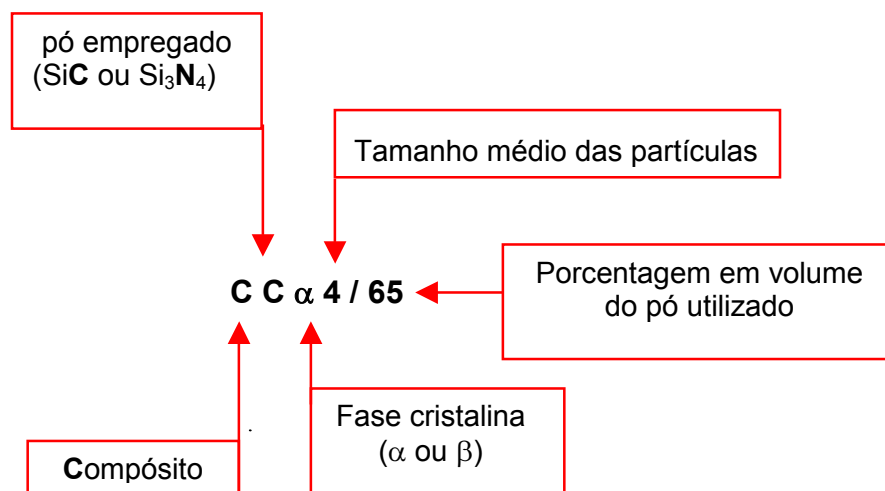 pó empregado
(SiC ou Si₃N₄)
Tamanho médio das partículas
C C α 4 / 65
Porcentagem em volume
do pó utilizado
Fase cristalina
(α ou β)
Compósito